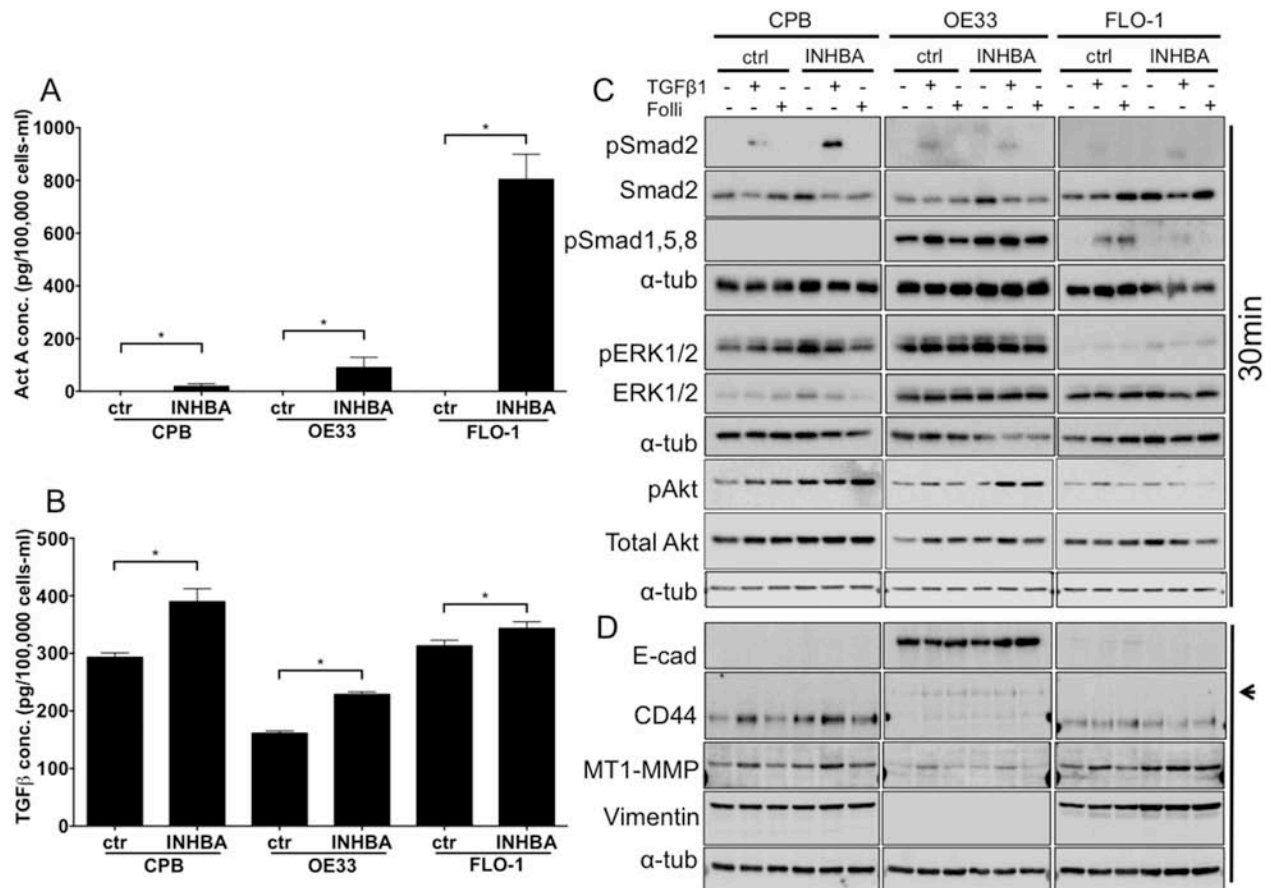 A
Act A conc. (pg/100,000 cells-ml)
1000
800
600
400
200
0
* * *
ctr INHBA ctr INHBA ctr INHBA
CPB OE33 FLO-1
B
TGFβ conc. (pg/100,000 cells-ml)
500
400
300
200
100
0
* * *
ctr INHBA ctr INHBA ctr INHBA
CPB OE33 FLO-1
CPB OE33 FLO-1
ctrl INHBA ctrl INHBA ctrl INHBA
C
TGFβ1 - + - - + - - + - - + - - + - - + -
Folli - - + - - + - - + - - + - - + - - +
pSmad2
Smad2
pSmad1,5,8
α-tub
pERK1/2
ERK1/2
α-tub
pAkt
Total Akt
α-tub
30min
D
E-cad
CD44
MT1-MMP
Vimentin
α-tub